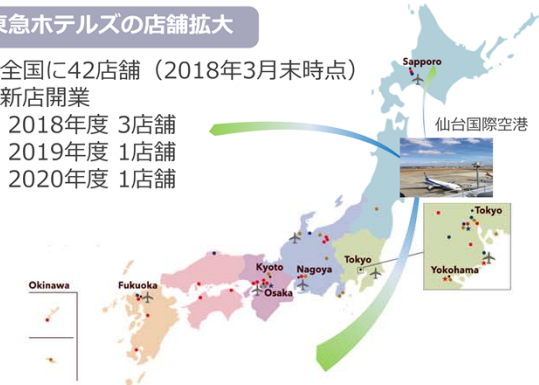 東急ホテルズの店舗拡大
全国に42店舗（2018年3月末時点）
新店開業
2018年度 3店舗
2019年度 1店舗
2020年度 1店舗
Sapporo
仙台国際空港
Tokyo
Yokohama
Tokyo
Kyoto
Nagoya
Osaka
Fukuoka
Okinawa